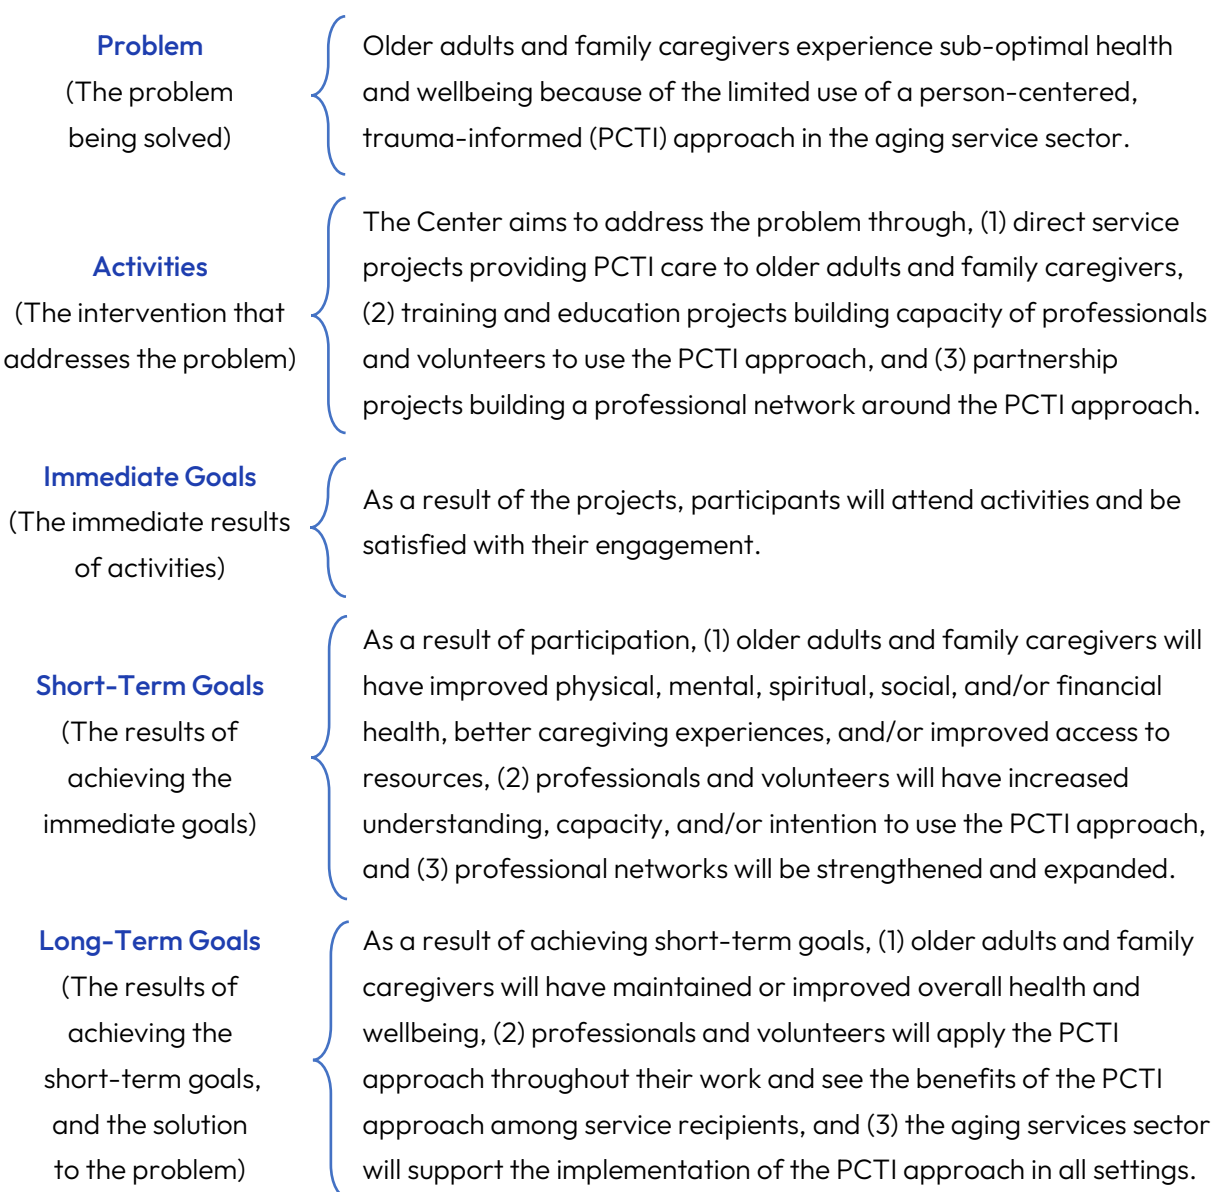 Problem
(The problem
being solved)
Older adults and family caregivers experience sub-optimal health
and wellbeing because of the limited use of a person-centered,
trauma-informed (PCTI) approach in the aging service sector.
Activities
(The intervention that
addresses the problem)
The Center aims to address the problem through, (1) direct service
projects providing PCTI care to older adults and family caregivers,
(2) training and education projects building capacity of professionals
and volunteers to use the PCTI approach, and (3) partnership
projects building a professional network around the PCTI approach.
Immediate Goals
(The immediate results
of activities)
As a result of the projects, participants will attend activities and be
satisfied with their engagement.
Short-Term Goals
(The results of
achieving the
immediate goals)
As a result of participation, (1) older adults and family caregivers will
have improved physical, mental, spiritual, social, and/or financial
health, better caregiving experiences, and/or improved access to
resources, (2) professionals and volunteers will have increased
understanding, capacity, and/or intention to use the PCTI approach,
and (3) professional networks will be strengthened and expanded.
Long-Term Goals
(The results of
achieving the
short-term goals,
and the solution
to the problem)
As a result of achieving short-term goals, (1) older adults and family
caregivers will have maintained or improved overall health and
wellbeing, (2) professionals and volunteers will apply the PCTI
approach throughout their work and see the benefits of the PCTI
approach among service recipients, and (3) the aging services sector
will support the implementation of the PCTI approach in all settings.